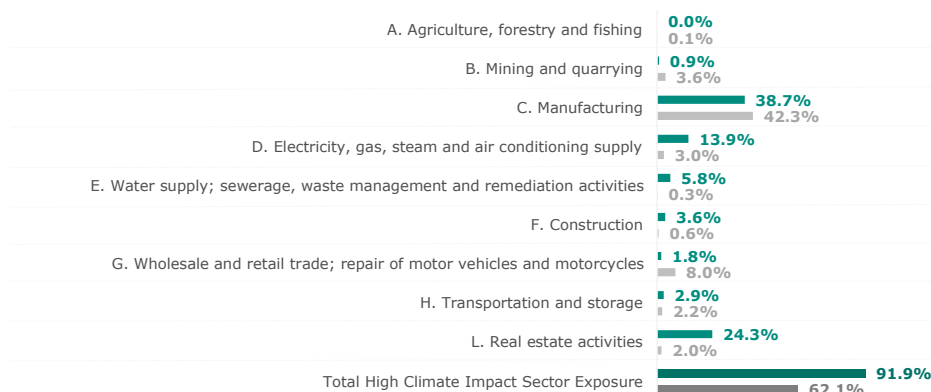 A. Agriculture, forestry and fishing
0.0%
0.1%
B. Mining and quarrying
0.9%
3.6%
C. Manufacturing
38.7%
42.3%
D. Electricity, gas, steam and air conditioning supply
13.9%
3.0%
E. Water supply; sewerage, waste management and remediation activities
5.8%
0.3%
F. Construction
3.6%
0.6%
G. Wholesale and retail trade; repair of motor vehicles and motorcycles
1.8%
8.0%
H. Transportation and storage
2.9%
2.2%
L. Real estate activities
24.3%
2.0%
Total High Climate Impact Sector Exposure
91.9%
62.1%